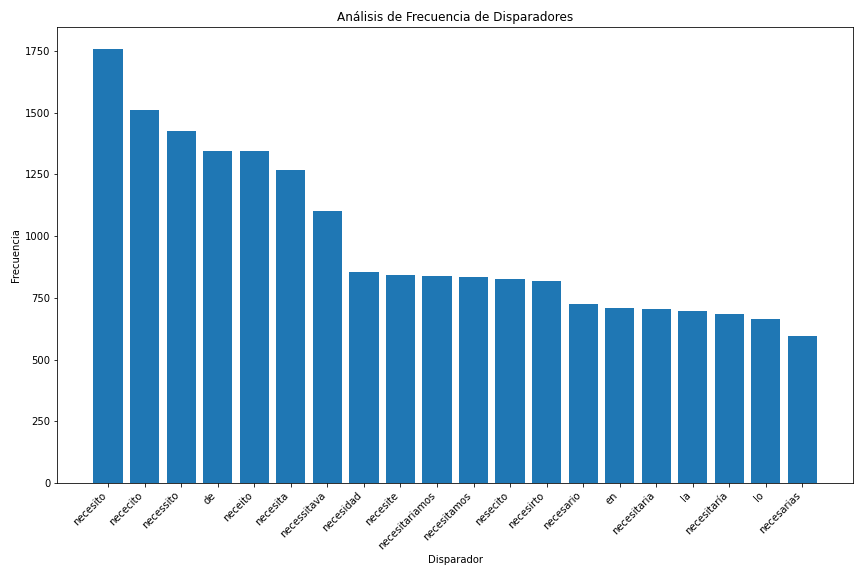 Análisis de Frecuencia de Disparadores
Frecuencia
1750
1500
1250
1000
750
500
250
0
necesito
nececito
necessito
de
neceito
necesita
necessitava
necesidad
necesite
necesitariamos
necesitamos
nesecito
necesirto
necesario
en
necesitaria
la
necesitaría
lo
necesarias
Disparador